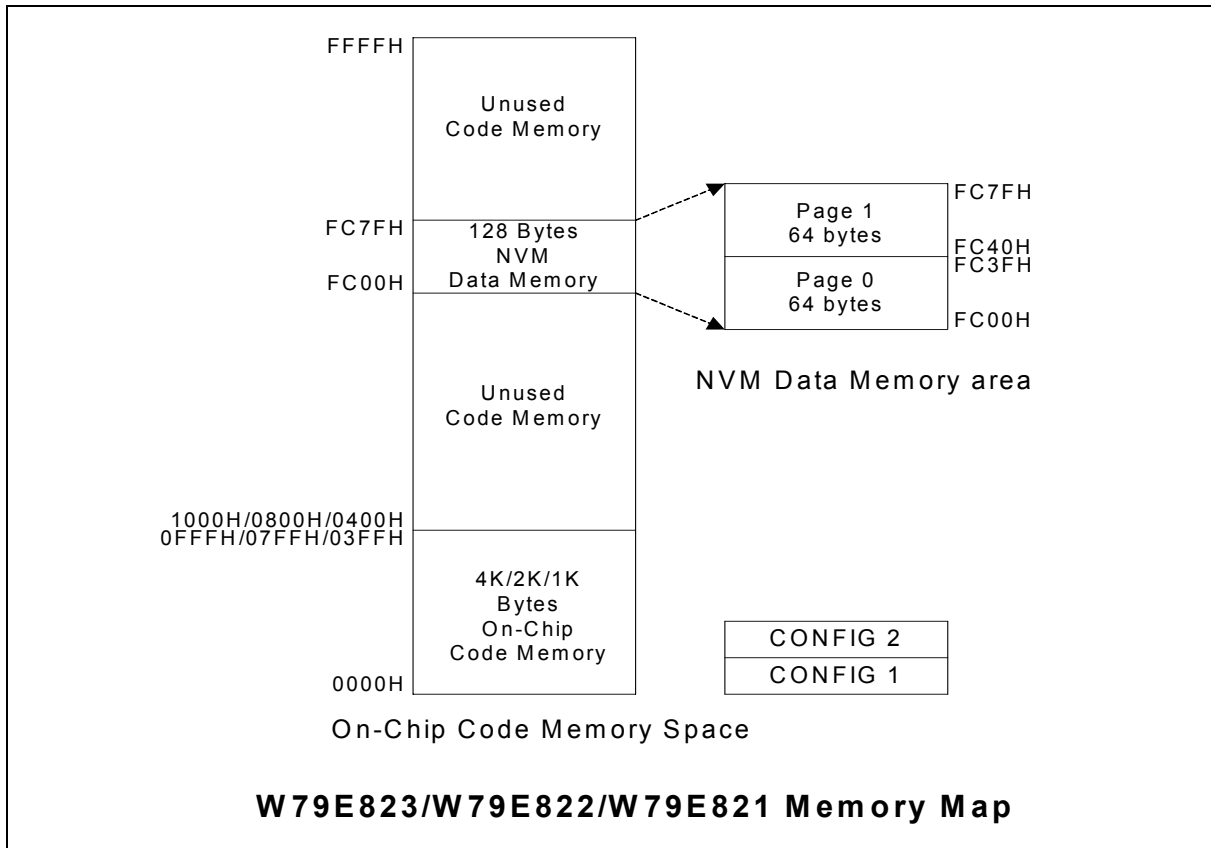 FFFFH
Unused
Code Memory
FC7FH
128 Bytes
NVM
Data Memory
FC00H
Unused
Code Memory
1000H/0800H/0400H
0FFFH/07FFH/03FFH
4K/2K/1K
Bytes
On-Chip
Code Memory
0000H
On-Chip Code Memory Space
FC7FH
Page 1
64 bytes
FC40H
FC3FH
Page 0
64 bytes
FC00H
NVM Data Memory area
CONFIG 2
CONFIG 1
W79E823/W79E822/W79E821 Memory Map